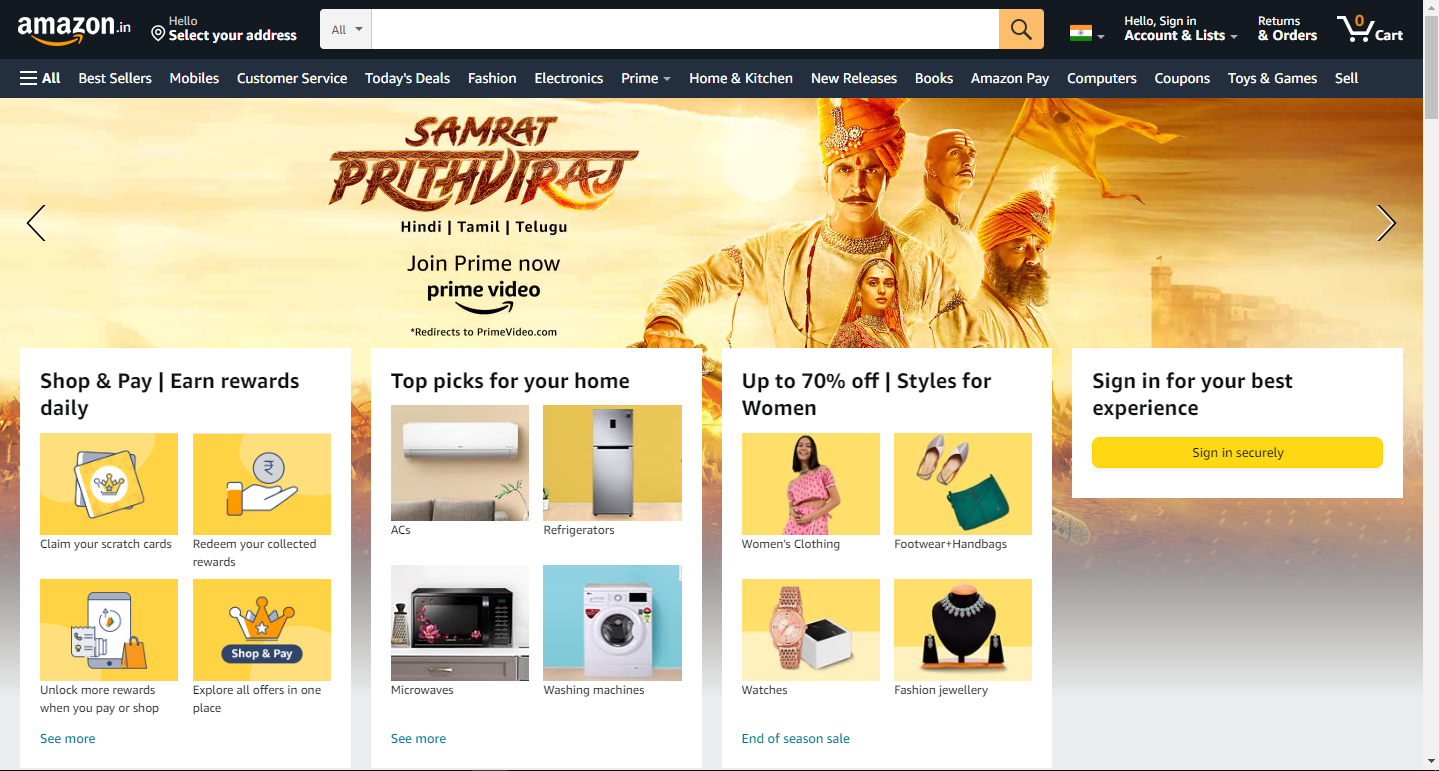 amazon.in
Hello
Select your address
All
Hello, Sign in
Account & Lists
Returns
& Orders
0
Cart
All
Best Sellers
Mobiles
Customer Service
Today's Deals
Fashion
Electronics
Prime
Home & Kitchen
New Releases
Books
Amazon Pay
Computers
Coupons
Toys & Games
Sell
SAMRAT
PRITHVIRAJ
Hindi | Tamil | Telugu
Join Prime now
prime video
*Redirects to PrimeVideo.com
Shop & Pay | Earn rewards
daily
₹
Claim your scratch cards
Redeem your collected
rewards
Shop & Pay
Unlock more rewards
when you pay or shop
Explore all offers in one
place
See more
Top picks for your home
ACs
Refrigerators
Microwaves
Washing machines
See more
Up to 70% off | Styles for
Women
Women's Clothing
Footwear+Handbags
Watches
Fashion jewellery
End of season sale
Sign in for your best
experience
Sign in securely